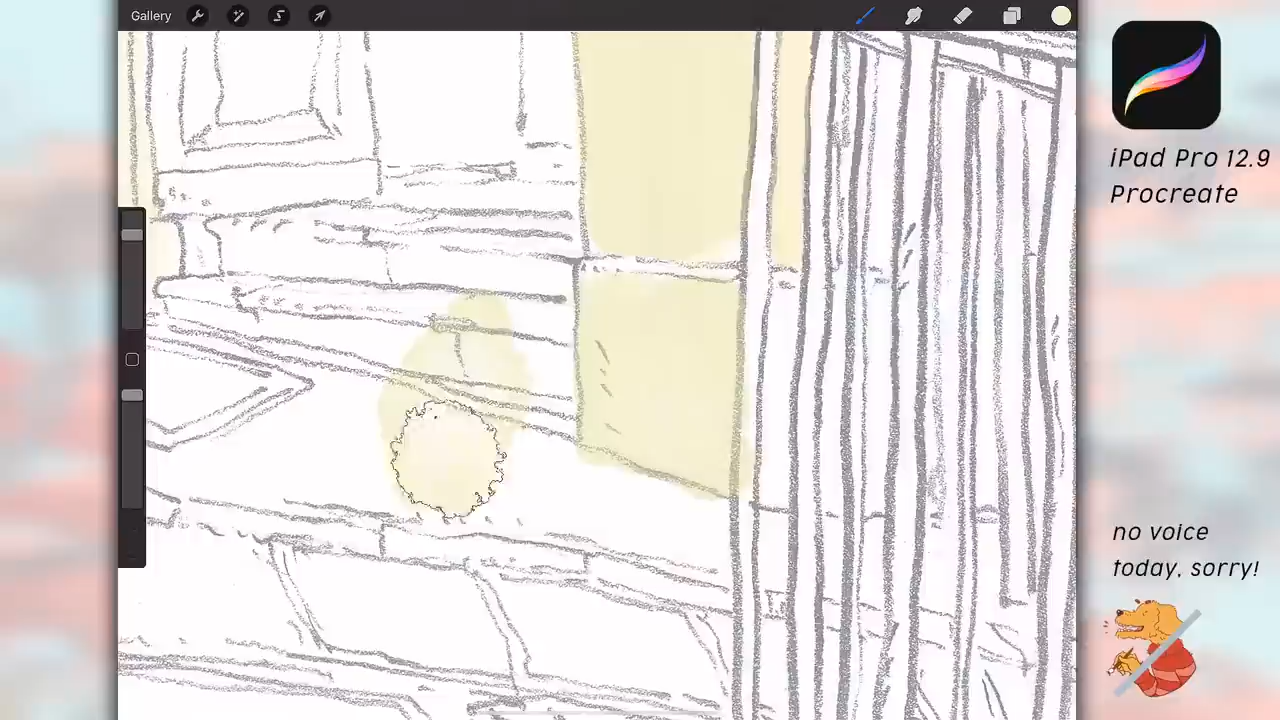 Gallery
iPad Pro 12.9
Procreate
no voice
today, sorry!